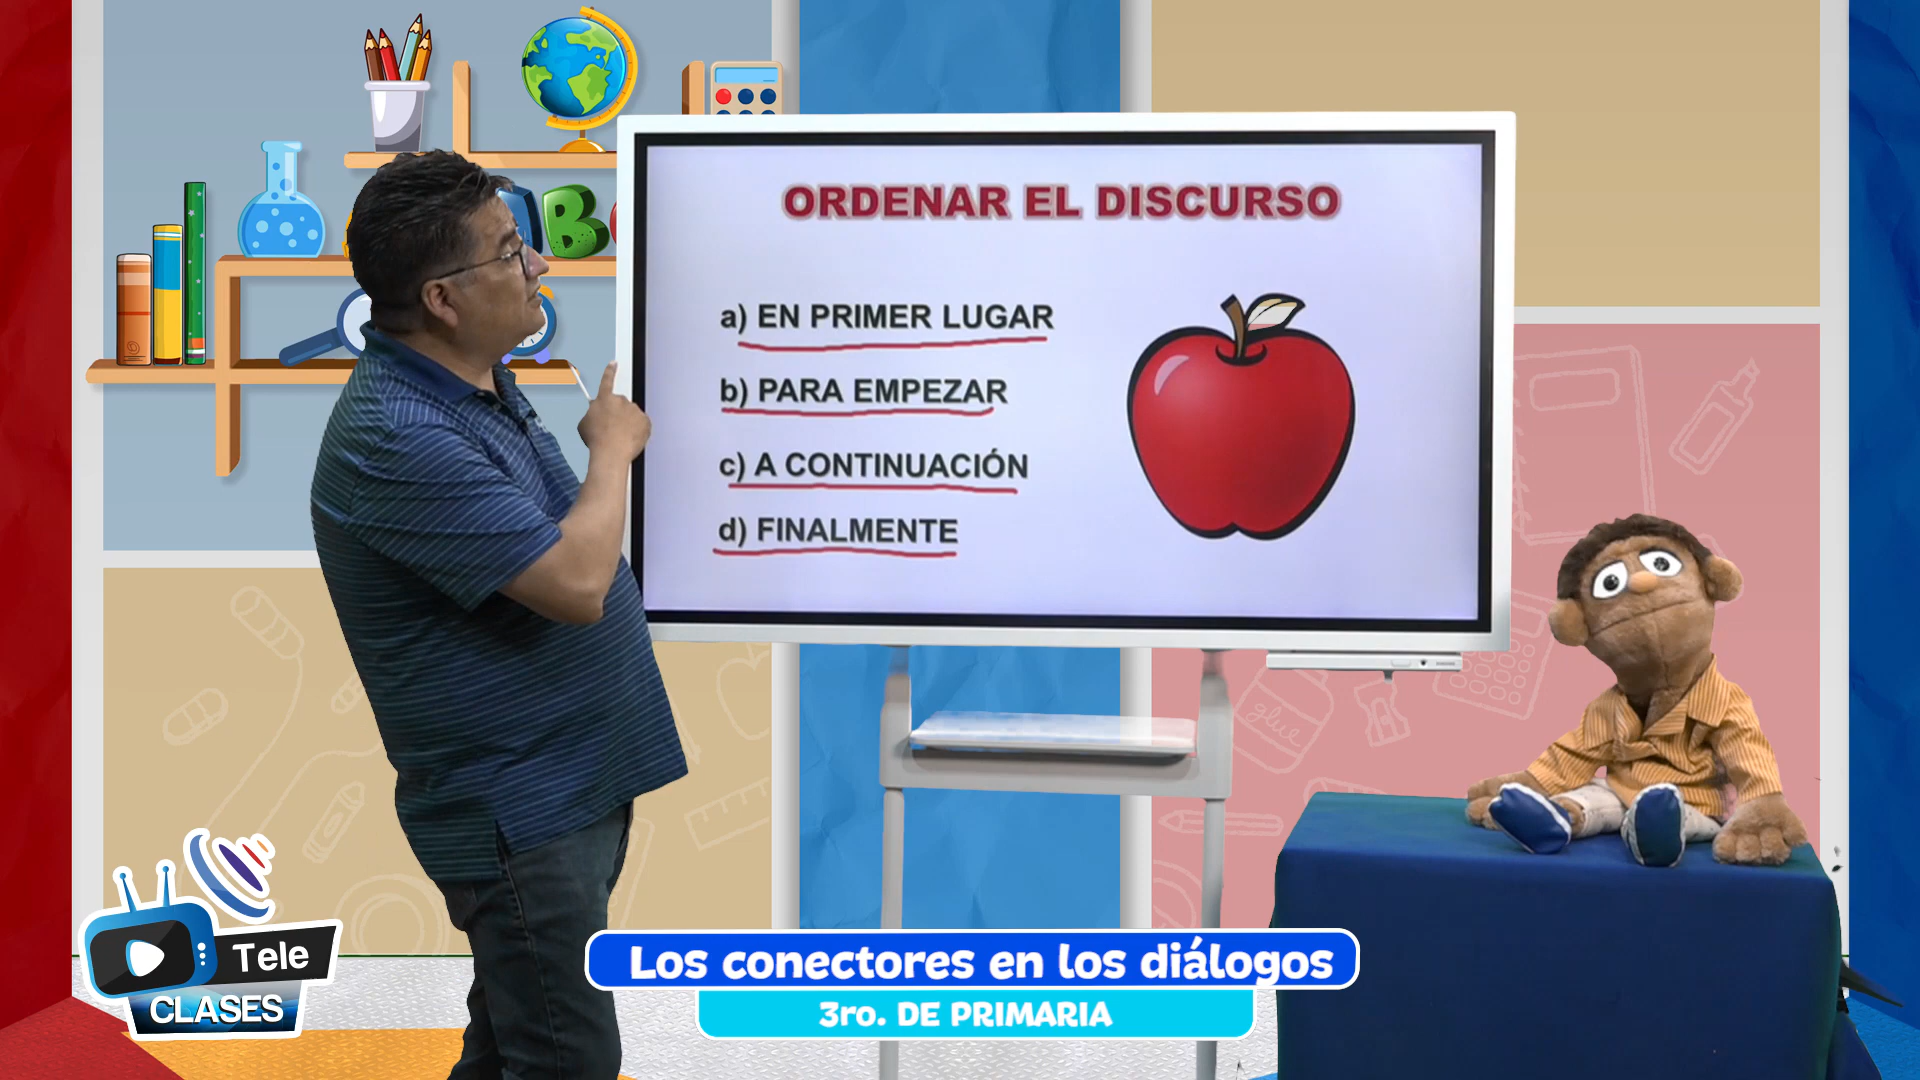 ORDENAR EL DISCURSO
a) EN PRIMER LUGAR
b) PARA EMPEZAR
c) A CONTINUACIÓN
d) FINALMENTE
glue
Tele
CLASES
Los conectores en los diálogos
3ro. DE PRIMARIA